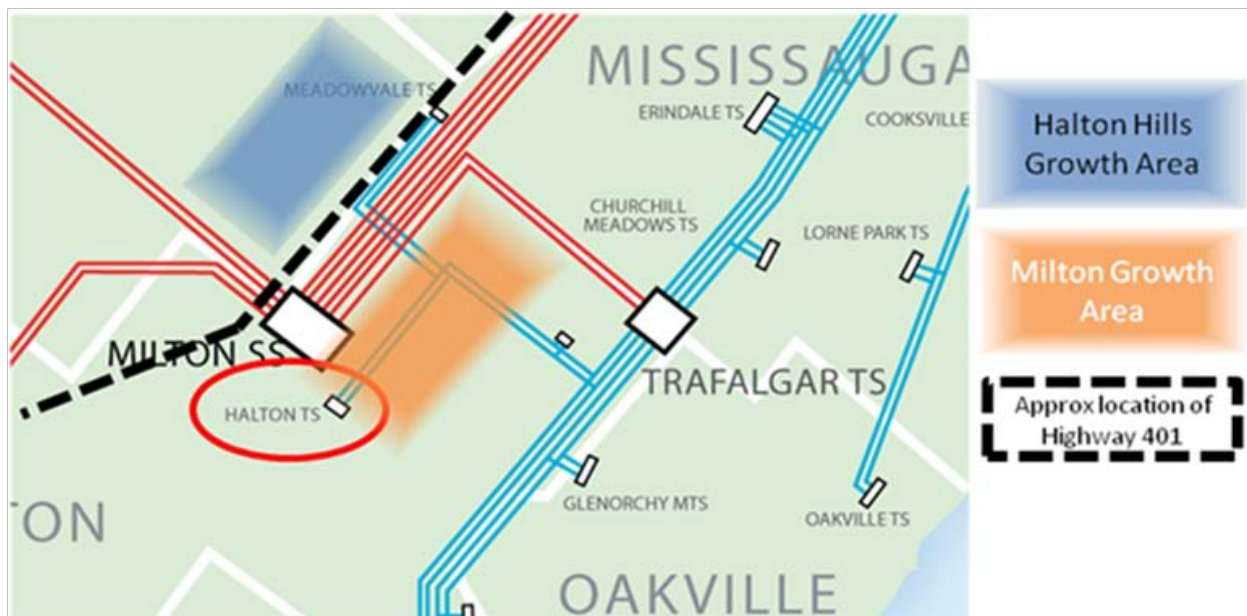 MISSISSAUGA
MEADOWVALE TS
ERINDALE TS
COOKSVILLE
CHURCHILL
MEADOWS TS
LORNE PARK TS
MILTON SS
TRAFALGAR TS
HALTON TS
GLENORCHY MTS
OAKVILLE TS
TON
OAKVILLE
Halton Hills
Growth Area
Milton Growth
Area
Approx location of
Highway 401